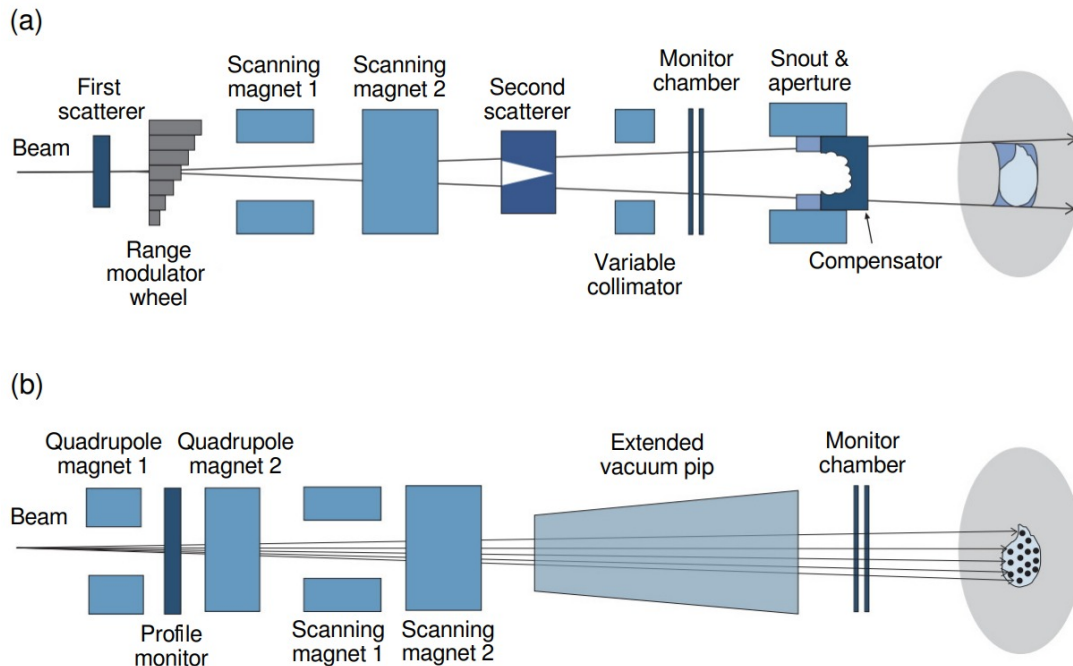 (a)
First
scatterer
Scanning
magnet 1
Scanning
magnet 2
Second
scatterer
Monitor
chamber
Snout &
aperture
Beam
Range
modulator
wheel
Variable
collimator
Compensator
(b)
Quadrupole
magnet 1
Quadrupole
magnet 2
Extended
vacuum pip
Monitor
chamber
Beam
Profile
monitor
Scanning
magnet 1
Scanning
magnet 2